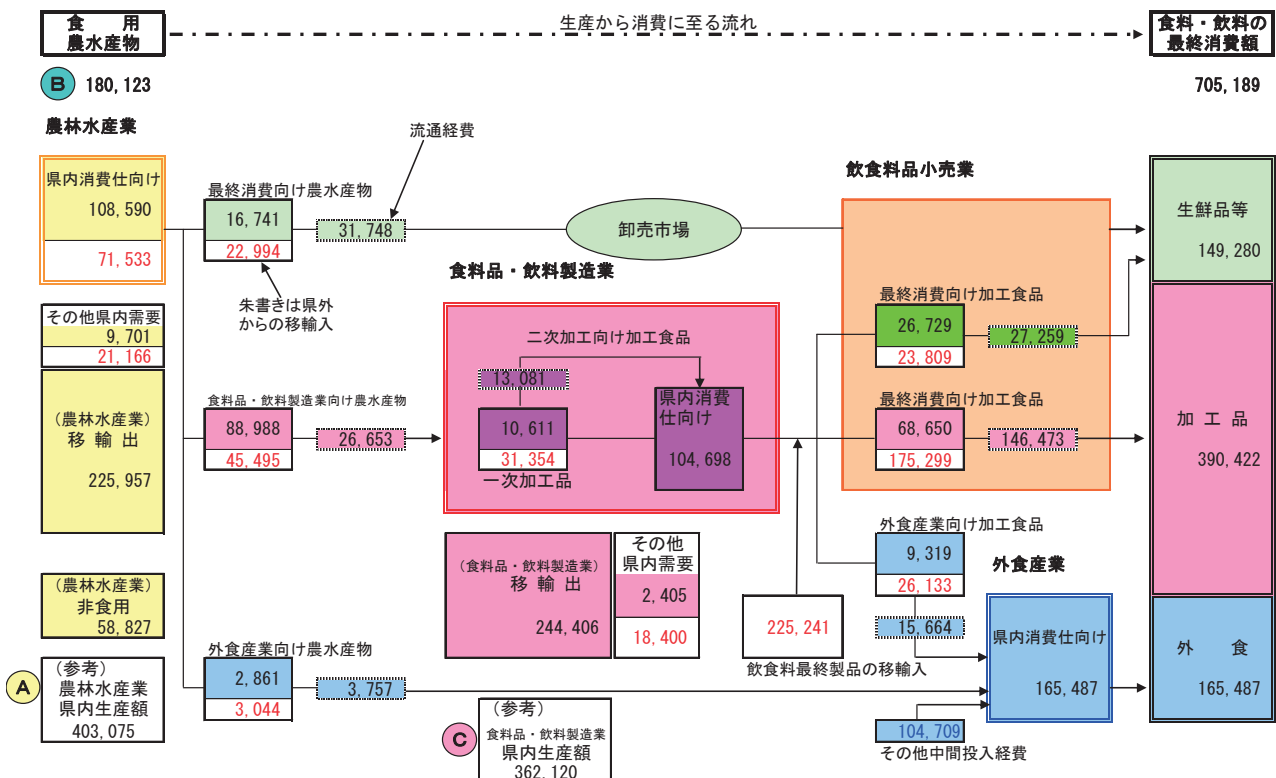 食　用
農水産物
生産から消費に至る流れ
食料・飲料の
最終消費額
B 180,123
705,189
農林水産業
流通経費
飲食料品小売業
県内消費仕向け
108,590
71,533
最終消費向け農水産物
16,741
22,994
31,748
卸売市場
生鮮品等
149,280
朱書きは県外
からの移輸入
食料品・飲料製造業
その他県内需要
9,701
21,166
二次加工向け加工食品
13,081
10,611
31,354
一次加工品
県内消費
仕向け
104,698
最終消費向け加工食品
26,729
23,809
27,259
(農林水産業)
移 輸 出
225,957
食料品・飲料製造業向け農水産物
88,988
45,495
26,653
最終消費向け加工食品
68,650
175,299
146,473
加 工 品
390,422
(食料品・飲料製造業)
移 輸 出
244,406
その他
県内需要
2,405
18,400
225,241
飲食料最終製品の移輸入
外食産業向け加工食品
9,319
26,133
15,664
外食産業
県内消費仕向け
165,487
外　食
165,487
(農林水産業)
非食用
58,827
外食産業向け農水産物
2,861
3,044
3,757
104,709
その他中間投入経費
A
(参考)
農林水産業
県内生産額
403,075
C
(参考)
食料品・飲料製造業
県内生産額
362,120